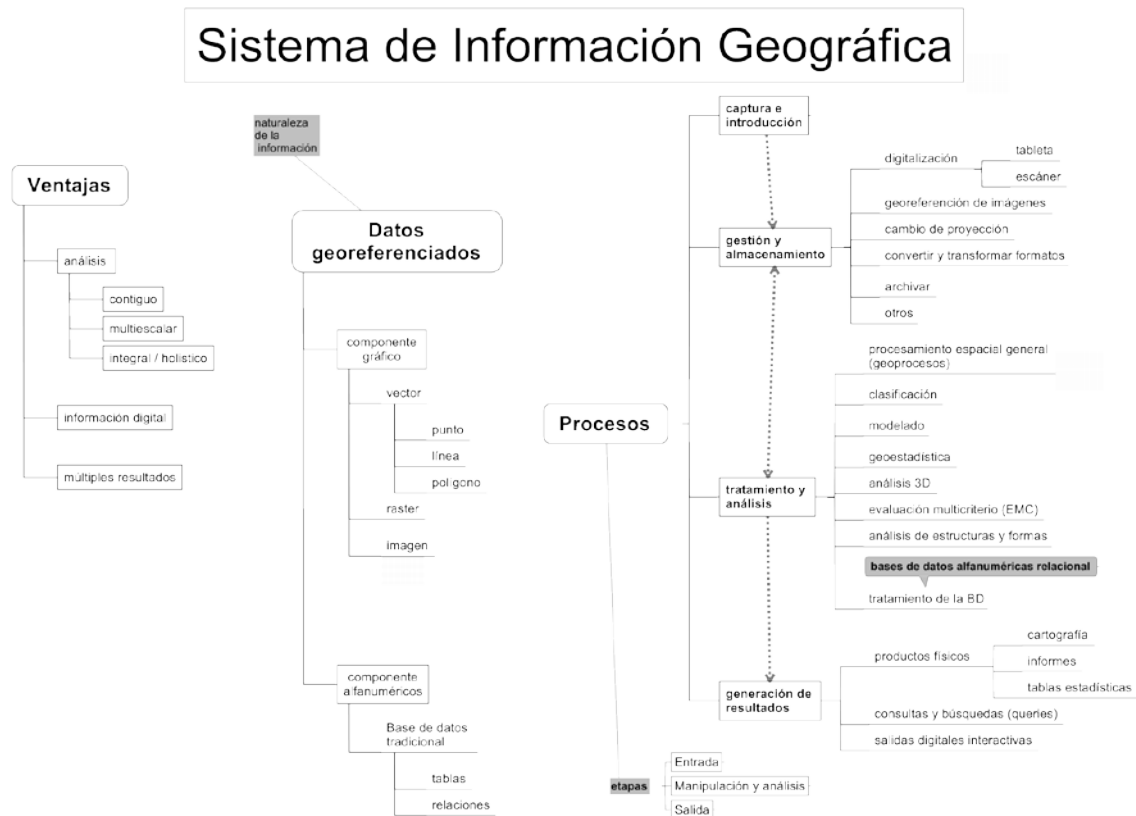 Sistema de Información Geográfica
naturaleza
de la
información
Ventajas
análisis
contiguo
multiescalar
integral / holistico
información digital
múltiples resultados
Datos
georeferenciados
componente
gráfico
vector
punto
línea
poligono
raster
imagen
componente
alfanuméricos
Base de datos
tradicional
tablas
relaciones
Procesos
etapas
Entrada
Manipulación y análisis
Salida
captura e
introducción
gestión y
almacenamiento
digitalización
tableta
escáner
georeferención de imágenes
cambio de proyección
convertir y transformar formatos
archivar
otros
tratamiento y
análisis
procesamiento espacial general
(geoprocesos)
clasificación
modelado
geoestadística
análisis 3D
evaluación multicriterio (EMC)
análisis de estructuras y formas
bases de datos alfanuméricas relacional
tratamiento de la BD
generación de
resultados
productos físicos
cartografía
informes
tablas estadísticas
consultas y búsquedas (queries)
salidas digitales interactivas